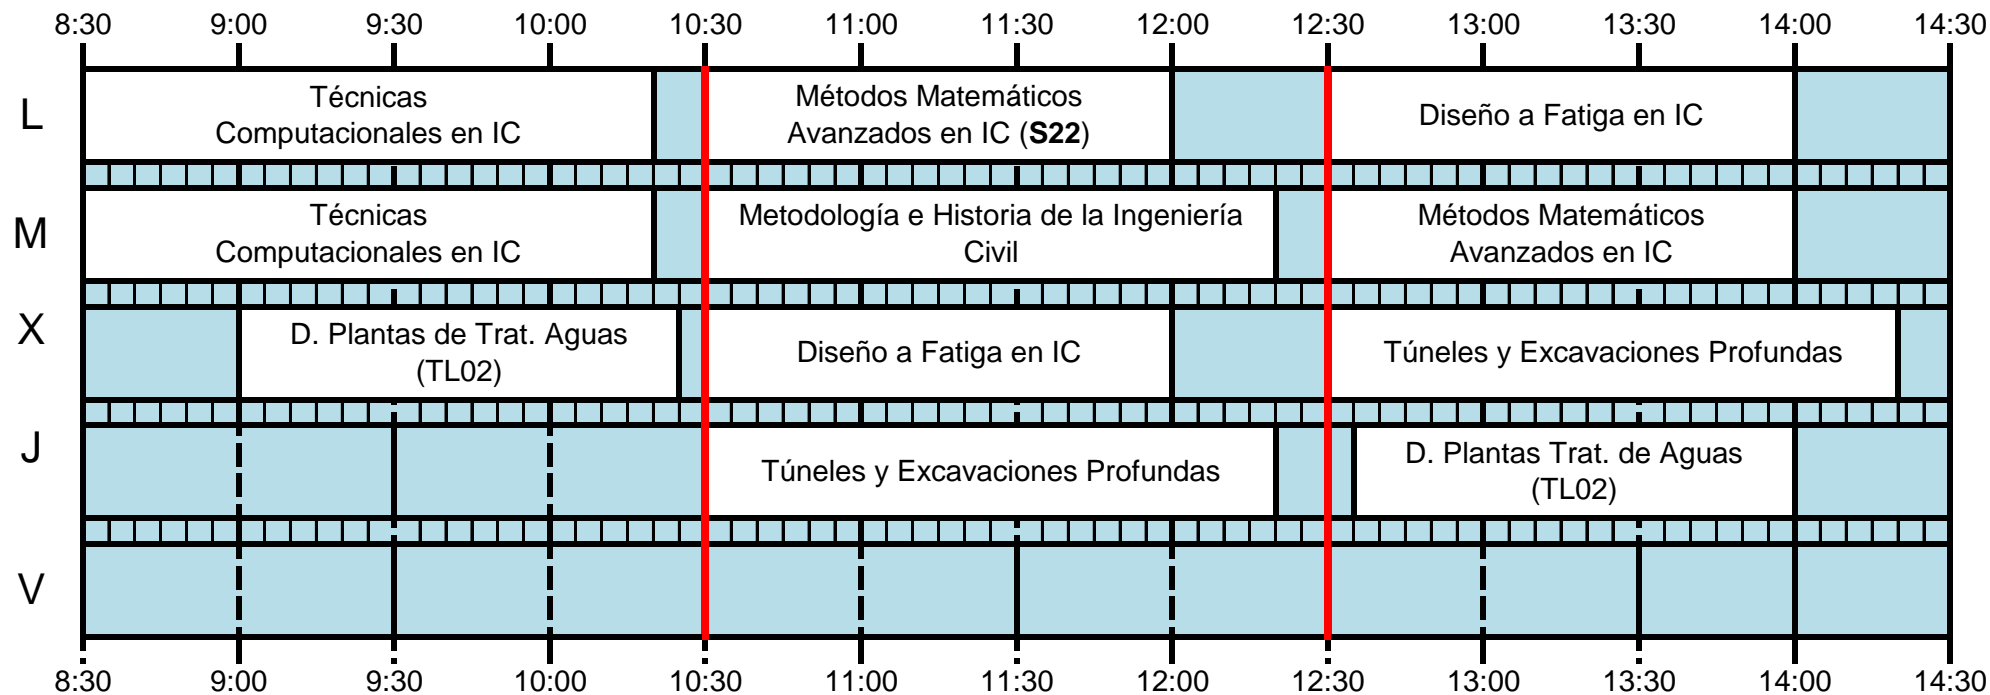 8:30 9:00 9:30 10:00 10:30 11:00 11:30 12:00 12:30 13:00 13:30 14:00 14:30
L
Técnicas
Computacionales en IC
Métodos Matemáticos
Avanzados en IC (S22)
Diseño a Fatiga en IC
M
Técnicas
Computacionales en IC
Metodología e Historia de la Ingeniería
Civil
Métodos Matemáticos
Avanzados en IC
X
D. Plantas de Trat. Aguas
(TL02)
Diseño a Fatiga en IC
Túneles y Excavaciones Profundas
J
Túneles y Excavaciones Profundas
D. Plantas Trat. de Aguas
(TL02)
V
8:30 9:00 9:30 10:00 10:30 11:00 11:30 12:00 12:30 13:00 13:30 14:00 14:30